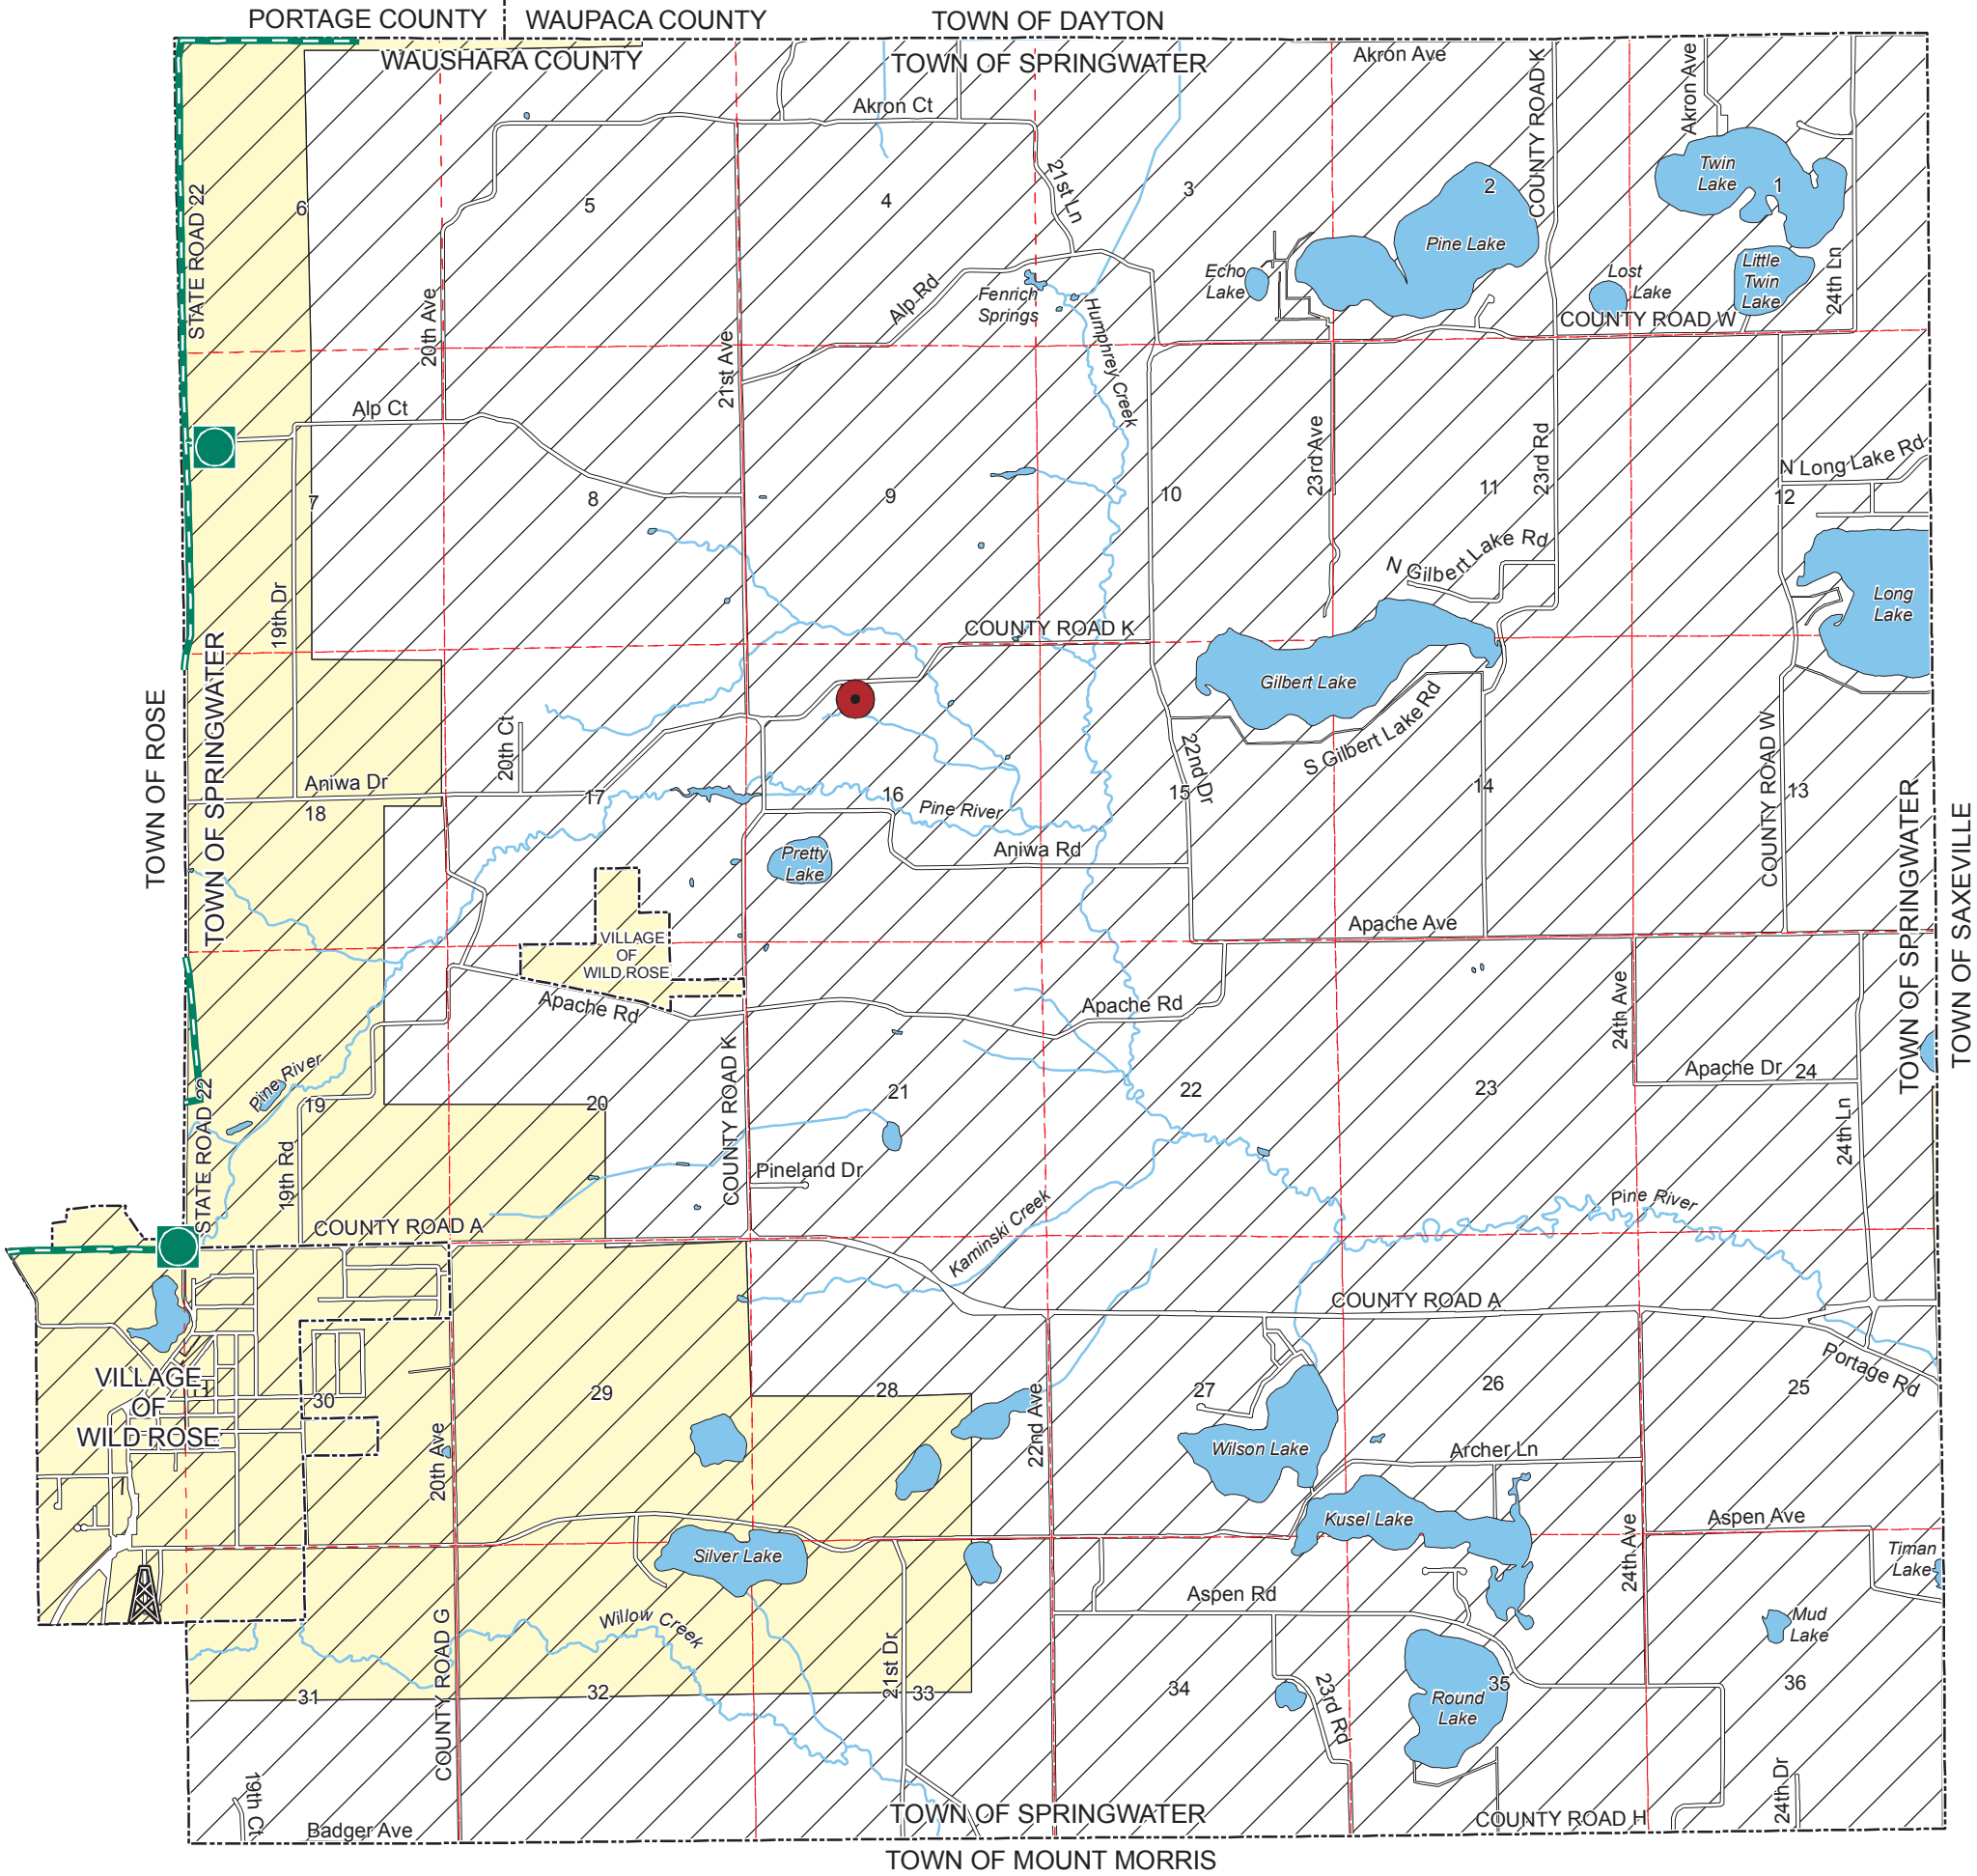 PORTAGE COUNTY
WAUPACA COUNTY
TOWN OF DAYTON
WAUSHARA COUNTY
TOWN OF SPRINGWATER
Akron Ave
COUNTY ROAD K
Akron Ave
Akron Ct
21st Ln
STATE ROAD 22
6
5
4
3
2
1
Twin
Lake
Pine Lake
Echo
Lake
Lost
Lake
Little
Twin
Lake
24th Ln
COUNTY ROAD W
Fenrich
Springs
Alp Rd
Humphrey Creek
20th Ave
21st Ave
Alp Ct
23rd Ave
23rd Rd
N Long Lake Rd
7
8
9
10
11
12
N Gilbert Lake Rd
Long
Lake
19th Dr
COUNTY ROAD K
Gilbert Lake
S Gilbert Lake Rd
TOWN OF ROSE
TOWN OF SPRINGWATER
20th Ct
22nd Dr
COUNTY ROAD W
Aniwa Dr
18
17
16
15
14
13
Pine River
Aniwa Rd
Pretty
Lake
TOWN OF SPRINGWATER
TOWN OF SAXEVILLE
Apache Ave
VILLAGE
OF
WILD ROSE
Apache Rd
Apache Rd
24th Ave
Apache Dr
24
Pine River
19
20
21
22
23
STATE ROAD 22
19th Rd
COUNTY ROAD K
Pineland Dr
24th Ln
Kaminski Creek
Pine River
COUNTY ROAD A
COUNTY ROAD A
Portage Rd
VILLAGE
OF
WILD ROSE
30
29
28
27
26
25
20th Ave
22nd Ave
Wilson Lake
Archer Ln
Kusel Lake
Aspen Ave
24th Ave
Silver Lake
Timan
Lake
Aspen Rd
Willow Creek
Mud
Lake
COUNTY ROAD G
21st Dr
31
32
33
34
35
36
23rd Rd
Round
Lake
19th Ct
Badger Ave
TOWN OF SPRINGWATER
COUNTY ROAD H
24th Dr
TOWN OF MOUNT MORRIS